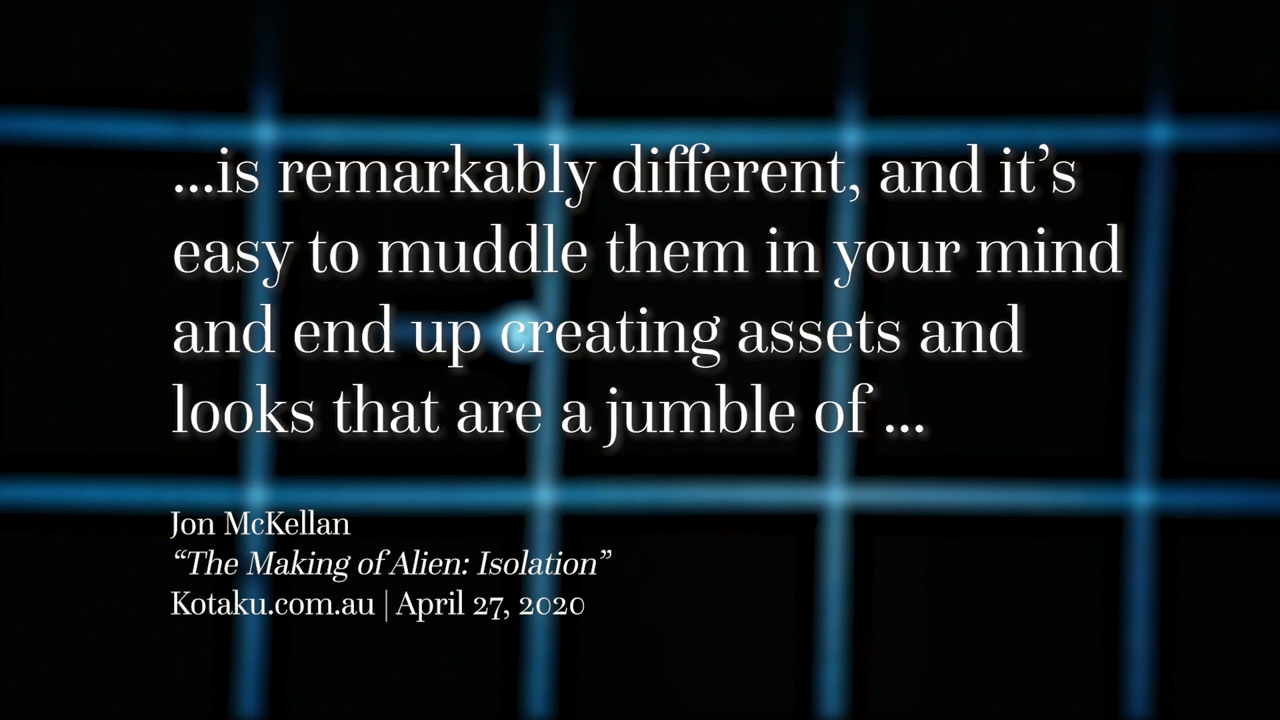 ...is remarkably different, and it’s
easy to muddle them in your mind
and end up creating assets and
looks that are a jumble of ...
Jon McKellan
“The Making of Alien: Isolation”
Kotaku.com.au | April 27, 2020